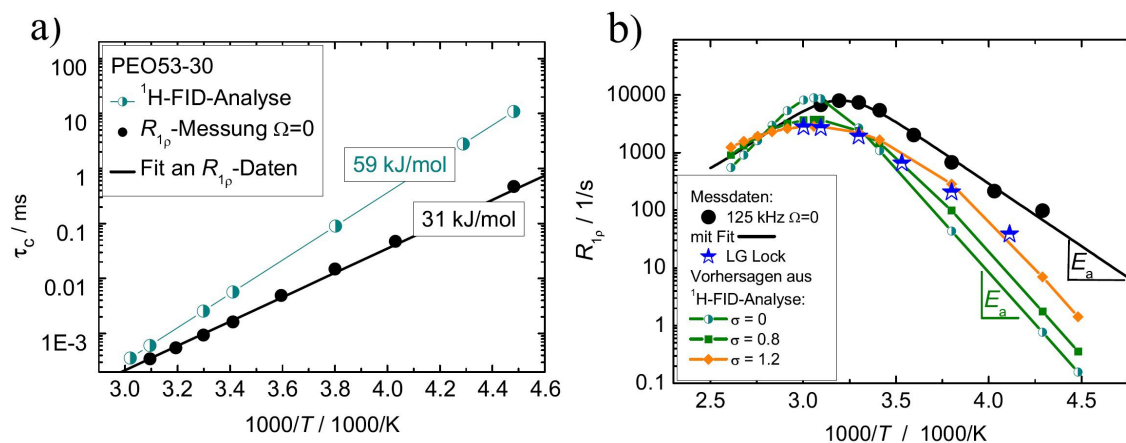 a)
100
10
1
0.1
0.01
1E-3
τc / ms
PEO53-30
¹H-FID-Analyse
R1ρ-Messung Ω=0
Fit an R1ρ-Daten
59 kJ/mol
31 kJ/mol
3.0 3.2 3.4 3.6 3.8 4.0 4.2 4.4 4.6
1000/T / 1000/K
b)
10000
1000
100
10
1
0.1
R1ρ / 1/s
Messdaten:
125 kHz Ω=0
mit Fit
LG Lock
Vorhersagen aus
¹H-FID-Analyse:
σ = 0
σ = 0.8
σ = 1.2
Ea
Ea
2.5 3.0 3.5 4.0 4.5
1000/T / 1000/K